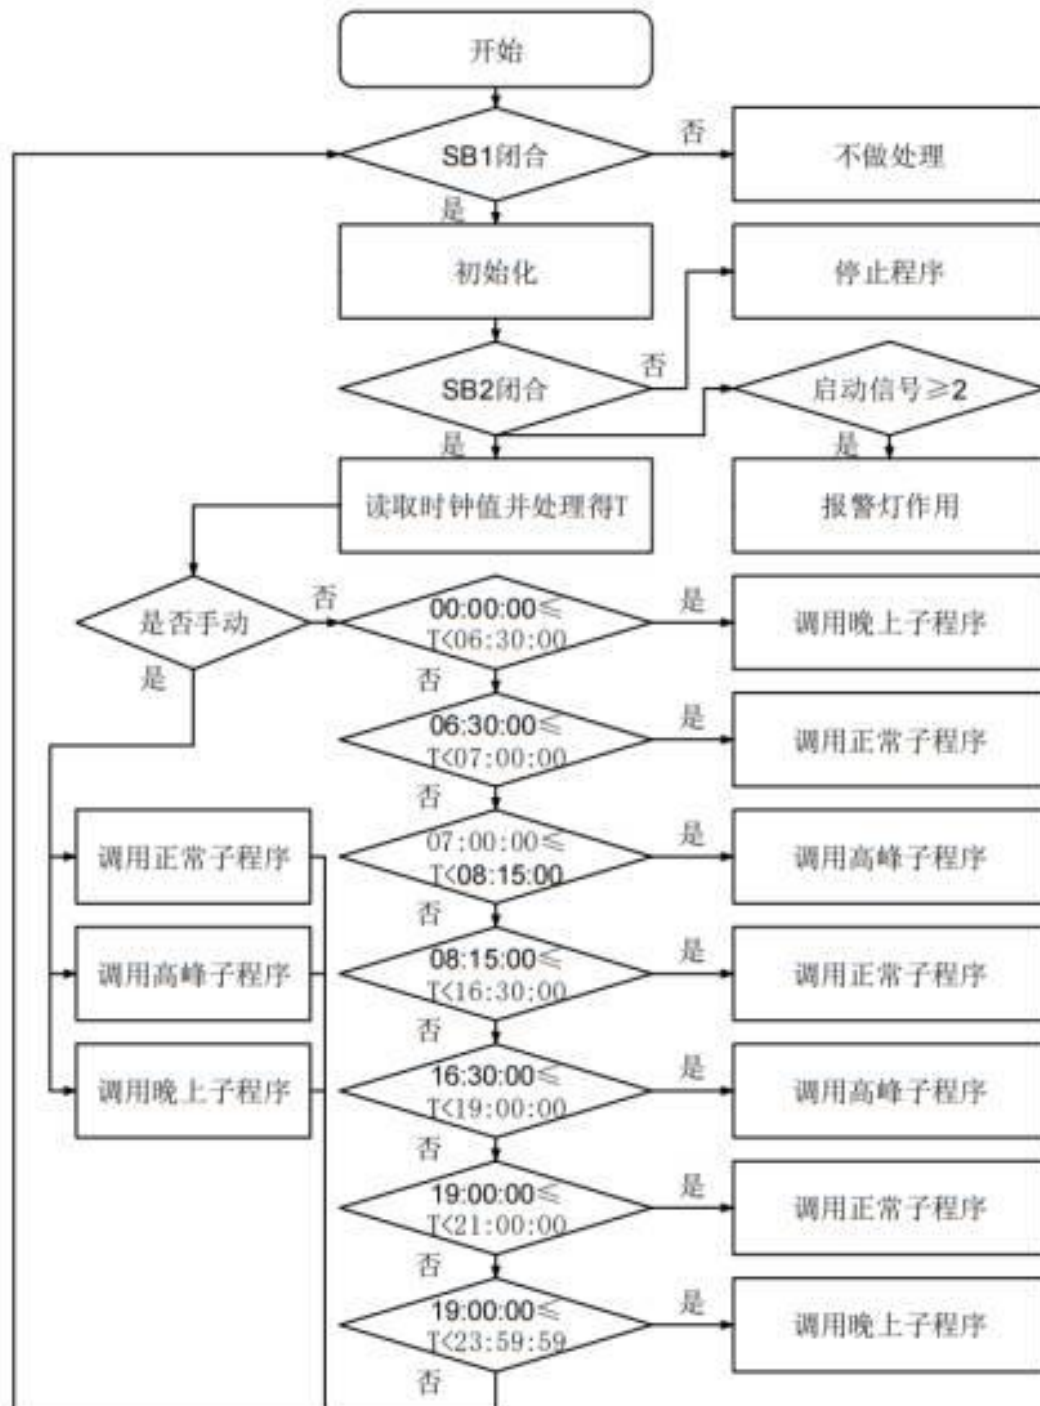 开始
SB1闭合
否
不做处理
是
初始化
停止程序
SB2闭合
否
启动信号≥2
是
是
读取时钟值并处理得T
报警灯作用
是否手动
否
00:00:00≤
T<06:30:00
是
调用晚上子程序
是
否
06:30:00≤
T<07:00:00
是
调用正常子程序
否
调用正常子程序
07:00:00≤
T<08:15:00
是
调用高峰子程序
否
调用高峰子程序
08:15:00≤
T<16:30:00
是
调用正常子程序
否
调用晚上子程序
16:30:00≤
T<19:00:00
是
调用高峰子程序
否
19:00:00≤
T<21:00:00
是
调用正常子程序
否
19:00:00≤
T<23:59:59
是
调用晚上子程序
否